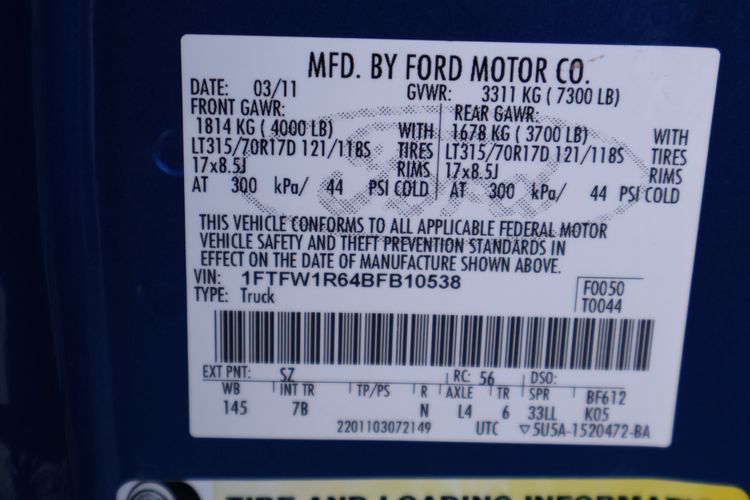 MFD. BY FORD MOTOR CO.
DATE: 03/11 GVWR: 3311 KG ( 7300 LB)
FRONT GAWR: REAR GAWR:
1814 KG ( 4000 LB) WITH 1678 KG ( 3700 LB) WITH
LT315/70R17D 121/118S TIRES LT315/70R17D 121/118S TIRES
17x8.5J RIMS 17x8.5J RIMS
AT 300 kPa/ 44 PSI COLD AT 300 kPa/ 44 PSI COLD
THIS VEHICLE CONFORMS TO ALL APPLICABLE FEDERAL MOTOR
VEHICLE SAFETY AND THEFT PREVENTION STANDARDS IN
EFFECT ON THE DATE OF MANUFACTURE SHOWN ABOVE.
VIN: 1FTFW1R64BFB10538 F0050
TYPE: Truck T0044
EXT PNT: SZ RC: 56 DSO:
WB INT TR TP/PS R AXLE TR SPR BF612
145 7B N L4 6 33LL K05
2201103072149 UTC ▽5U5A-1520472-BA
TIRE AND LOADING INFORMA